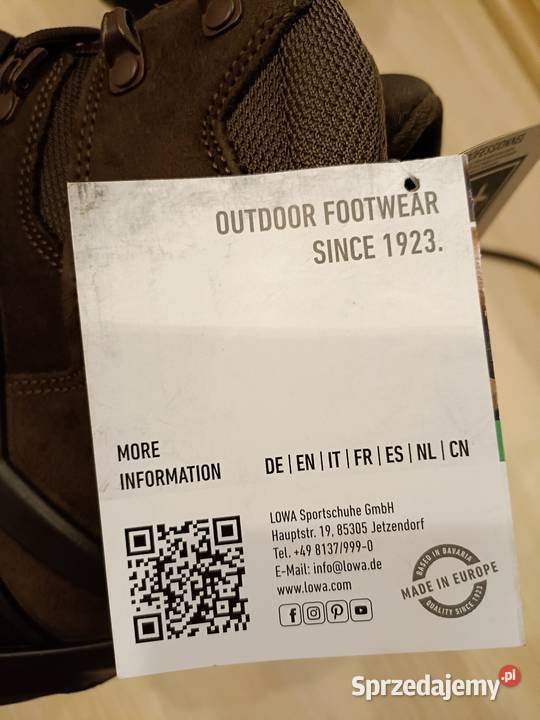 OUTDOOR FOOTWEAR
SINCE 1923.
MORE
INFORMATION
DE | EN | IT | FR | ES | NL | CN
LOWA Sportschuhe GmbH
Hauptstr. 19, 85305 Jetzendorf
Tel. +49 8137/999-0
E-Mail: info@lowa.de
www.lowa.com
BASED IN BAVARIA
MADE IN EUROPE
QUALITY SINCE 1923
Sprzedajemy.pl